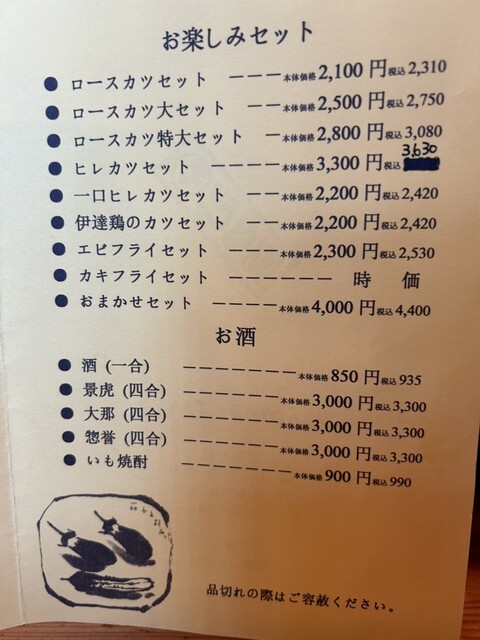 お楽しみセット
● ロースカツセット ーーー本体価格2,100 円税込2,310
● ロースカツ大セット ーーー本体価格2,500 円税込2,750
● ロースカツ特大セット ー本体価格2,800 円税込3,080
3,630
● ヒレカツセット ーーーー本体価格3,300 円税込
● 一口ヒレカツセット ーー本体価格2,200 円税込2,420
● 伊達鶏のカツセット ーー本体価格2,200 円税込2,420
● エビフライセット ーーー本体価格2,300 円税込2,530
● カキフライセット ーーーーーー 時 価
● おまかせセット ーーーー本体価格4,000 円税込4,400
お酒
● 酒 (一合) ーーーーーーー本体価格850 円税込935
● 景虎 (四合) ーーーーーー本体価格3,000 円税込3,300
● 大那 (四合) ーーーーーー本体価格3,000 円税込3,300
● 惣誉 (四合) ーーーーーー本体価格3,000 円税込3,300
● いも焼酎 ーーーーーーー本体価格900 円税込990
品切れの際はご容赦ください。